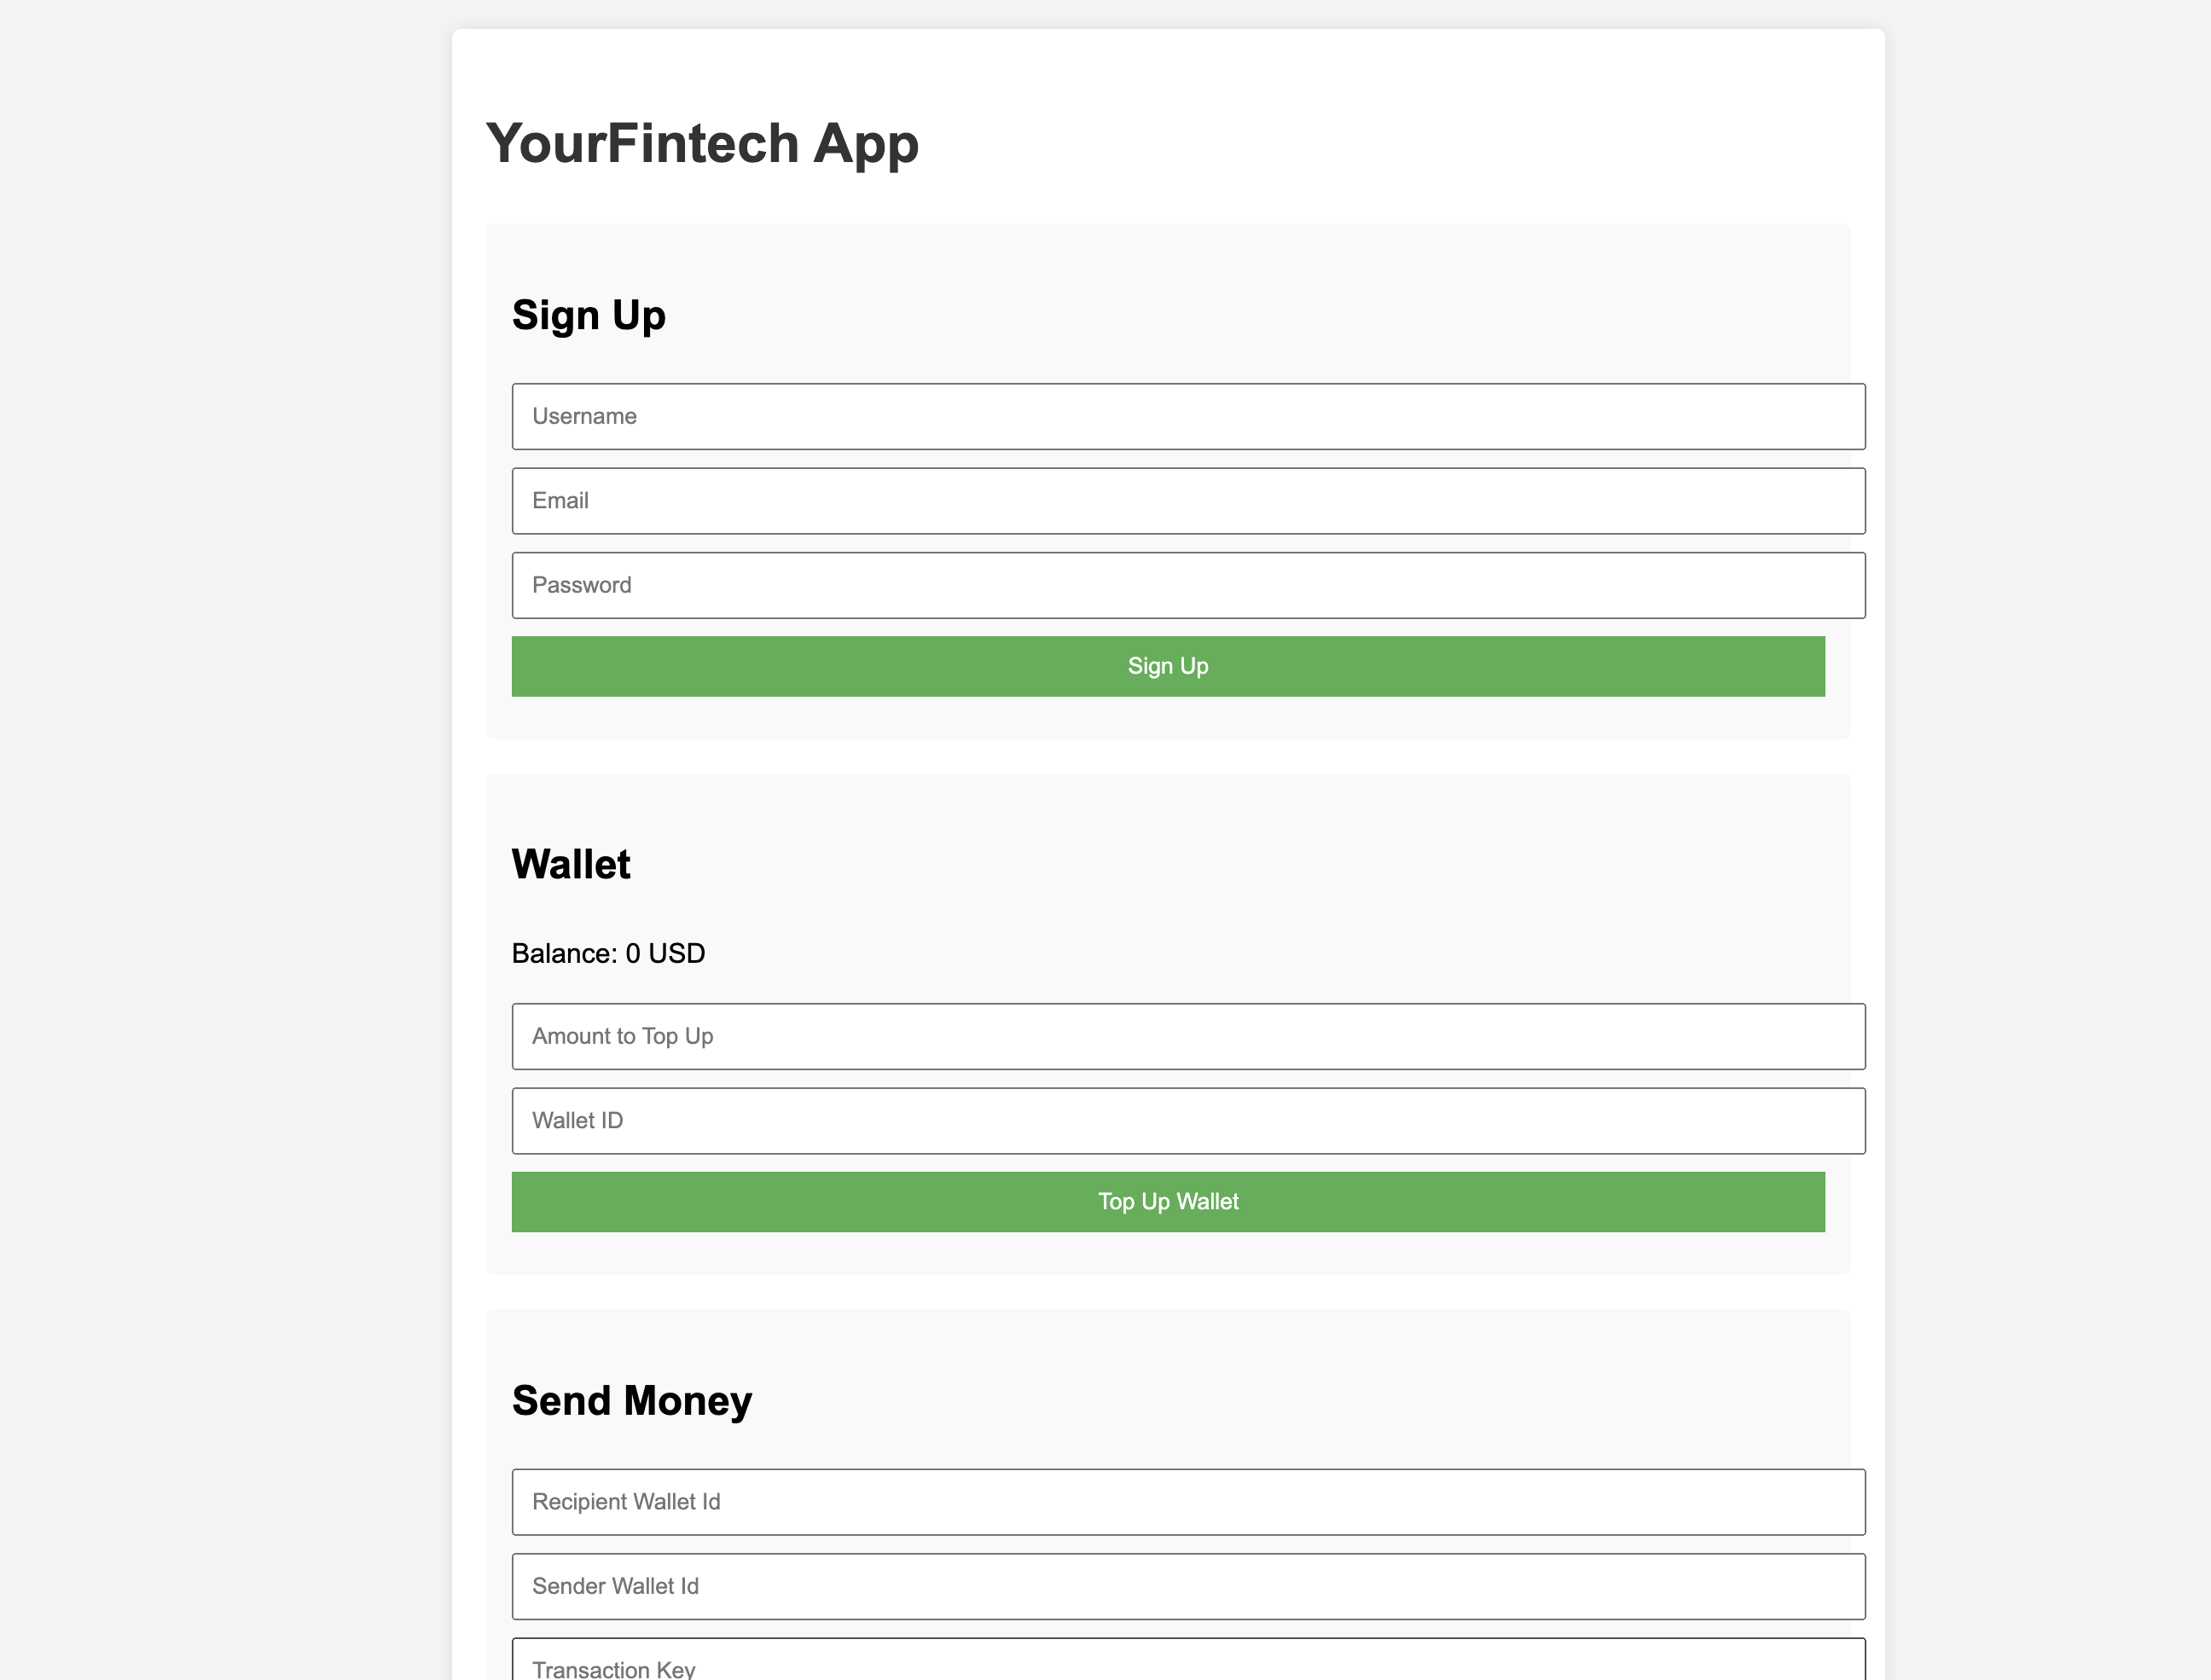 YourFintech App
Sign Up
Username
Email
Password
Sign Up
Wallet
Balance: 0 USD
Amount to Top Up
Wallet ID
Top Up Wallet
Send Money
Recipient Wallet Id
Sender Wallet Id
Transaction Key